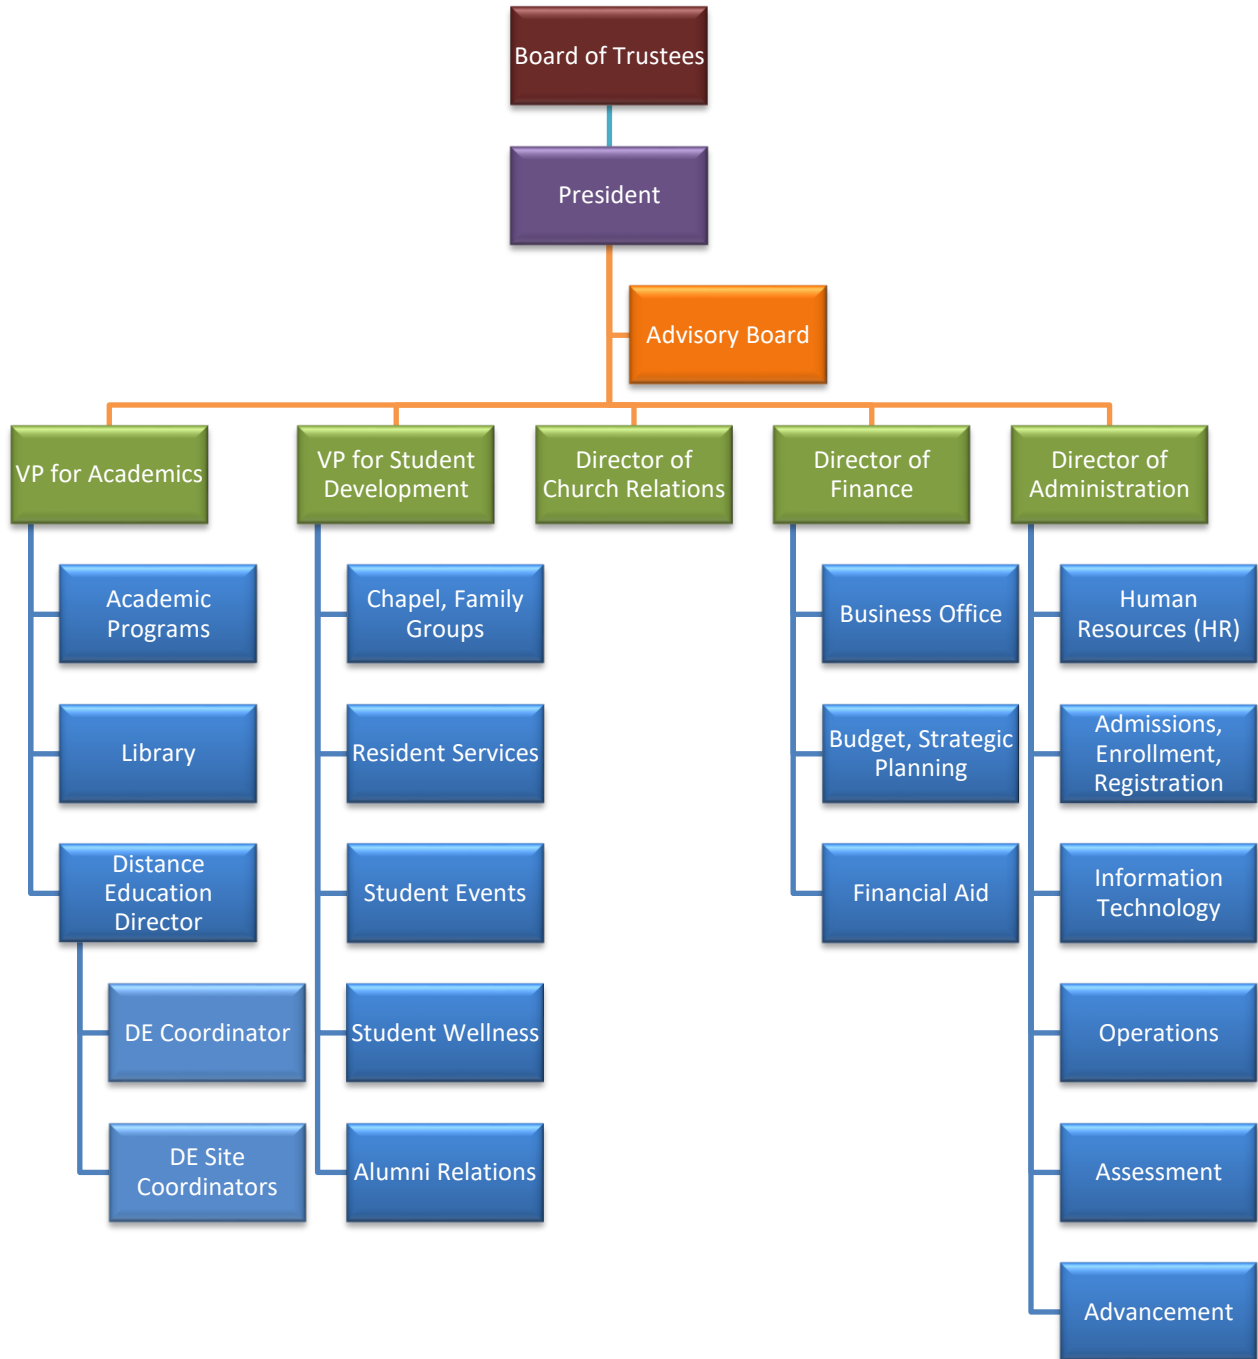 Board of Trustees
President
Advisory Board
VP for Academics
VP for Student
Development
Director of
Church Relations
Director of
Finance
Director of
Administration
Academic
Programs
Chapel, Family
Groups
Business Office
Human
Resources (HR)
Library
Resident Services
Budget, Strategic
Planning
Admissions,
Enrollment,
Registration
Distance
Education
Director
Student Events
Financial Aid
Information
Technology
DE Coordinator
Student Wellness
Operations
DE Site
Coordinators
Alumni Relations
Assessment
Advancement